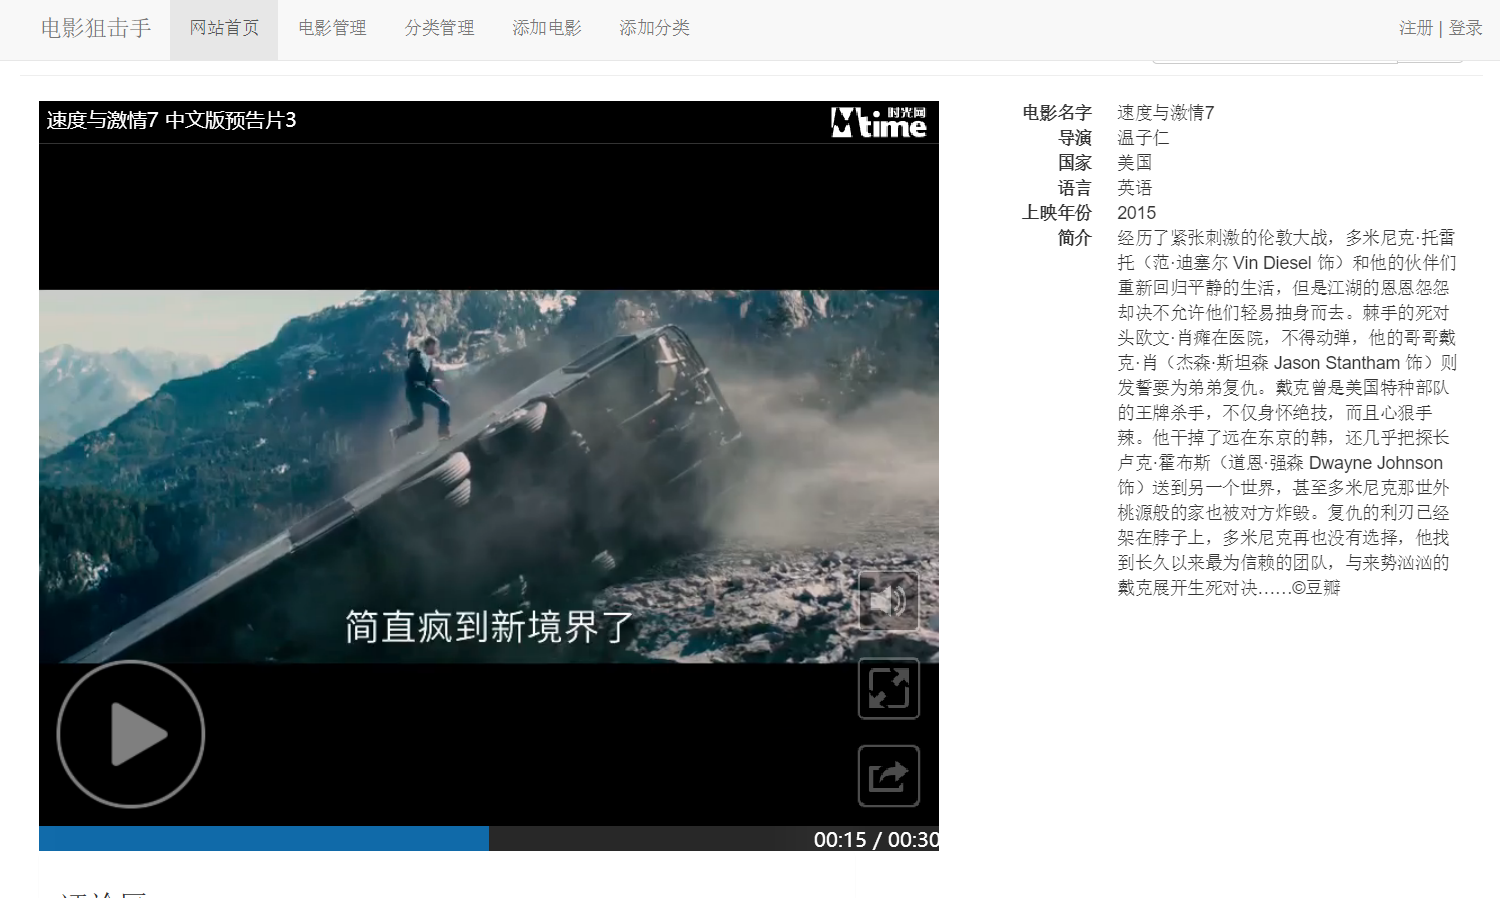 电影狙击手 网站首页 电影管理 分类管理 添加电影 添加分类 注册 | 登录
速度与激情7 中文版预告片3
时光网
Mtime
简直疯到新境界了
00:15 / 00:30
电影名字 速度与激情7
导演 温子仁
国家 美国
语言 英语
上映年份 2015
简介 经历了紧张刺激的伦敦大战，多米尼克·托雷
托（范·迪塞尔 Vin Diesel 饰）和他的伙伴们
重新回归平静的生活，但是江湖的恩恩怨怨
却决不允许他们轻易抽身而去。棘手的死对
头欧文·肖瘫在医院，不得动弹，他的哥哥戴
克·肖（杰森·斯坦森 Jason Stantham 饰）则
发誓要为弟弟复仇。戴克曾是美国特种部队
的王牌杀手，不仅身怀绝技，而且心狠手
辣。他干掉了远在东京的韩，还几乎把探长
卢克·霍布斯（道恩·强森 Dwayne Johnson
饰）送到另一个世界，甚至多米尼克那世外
桃源般的家也被对方炸毁。复仇的利刃已经
架在脖子上，多米尼克再也没有选择，他找
到长久以来最为信赖的团队，与来势汹汹的
戴克展开生死对决……©豆瓣